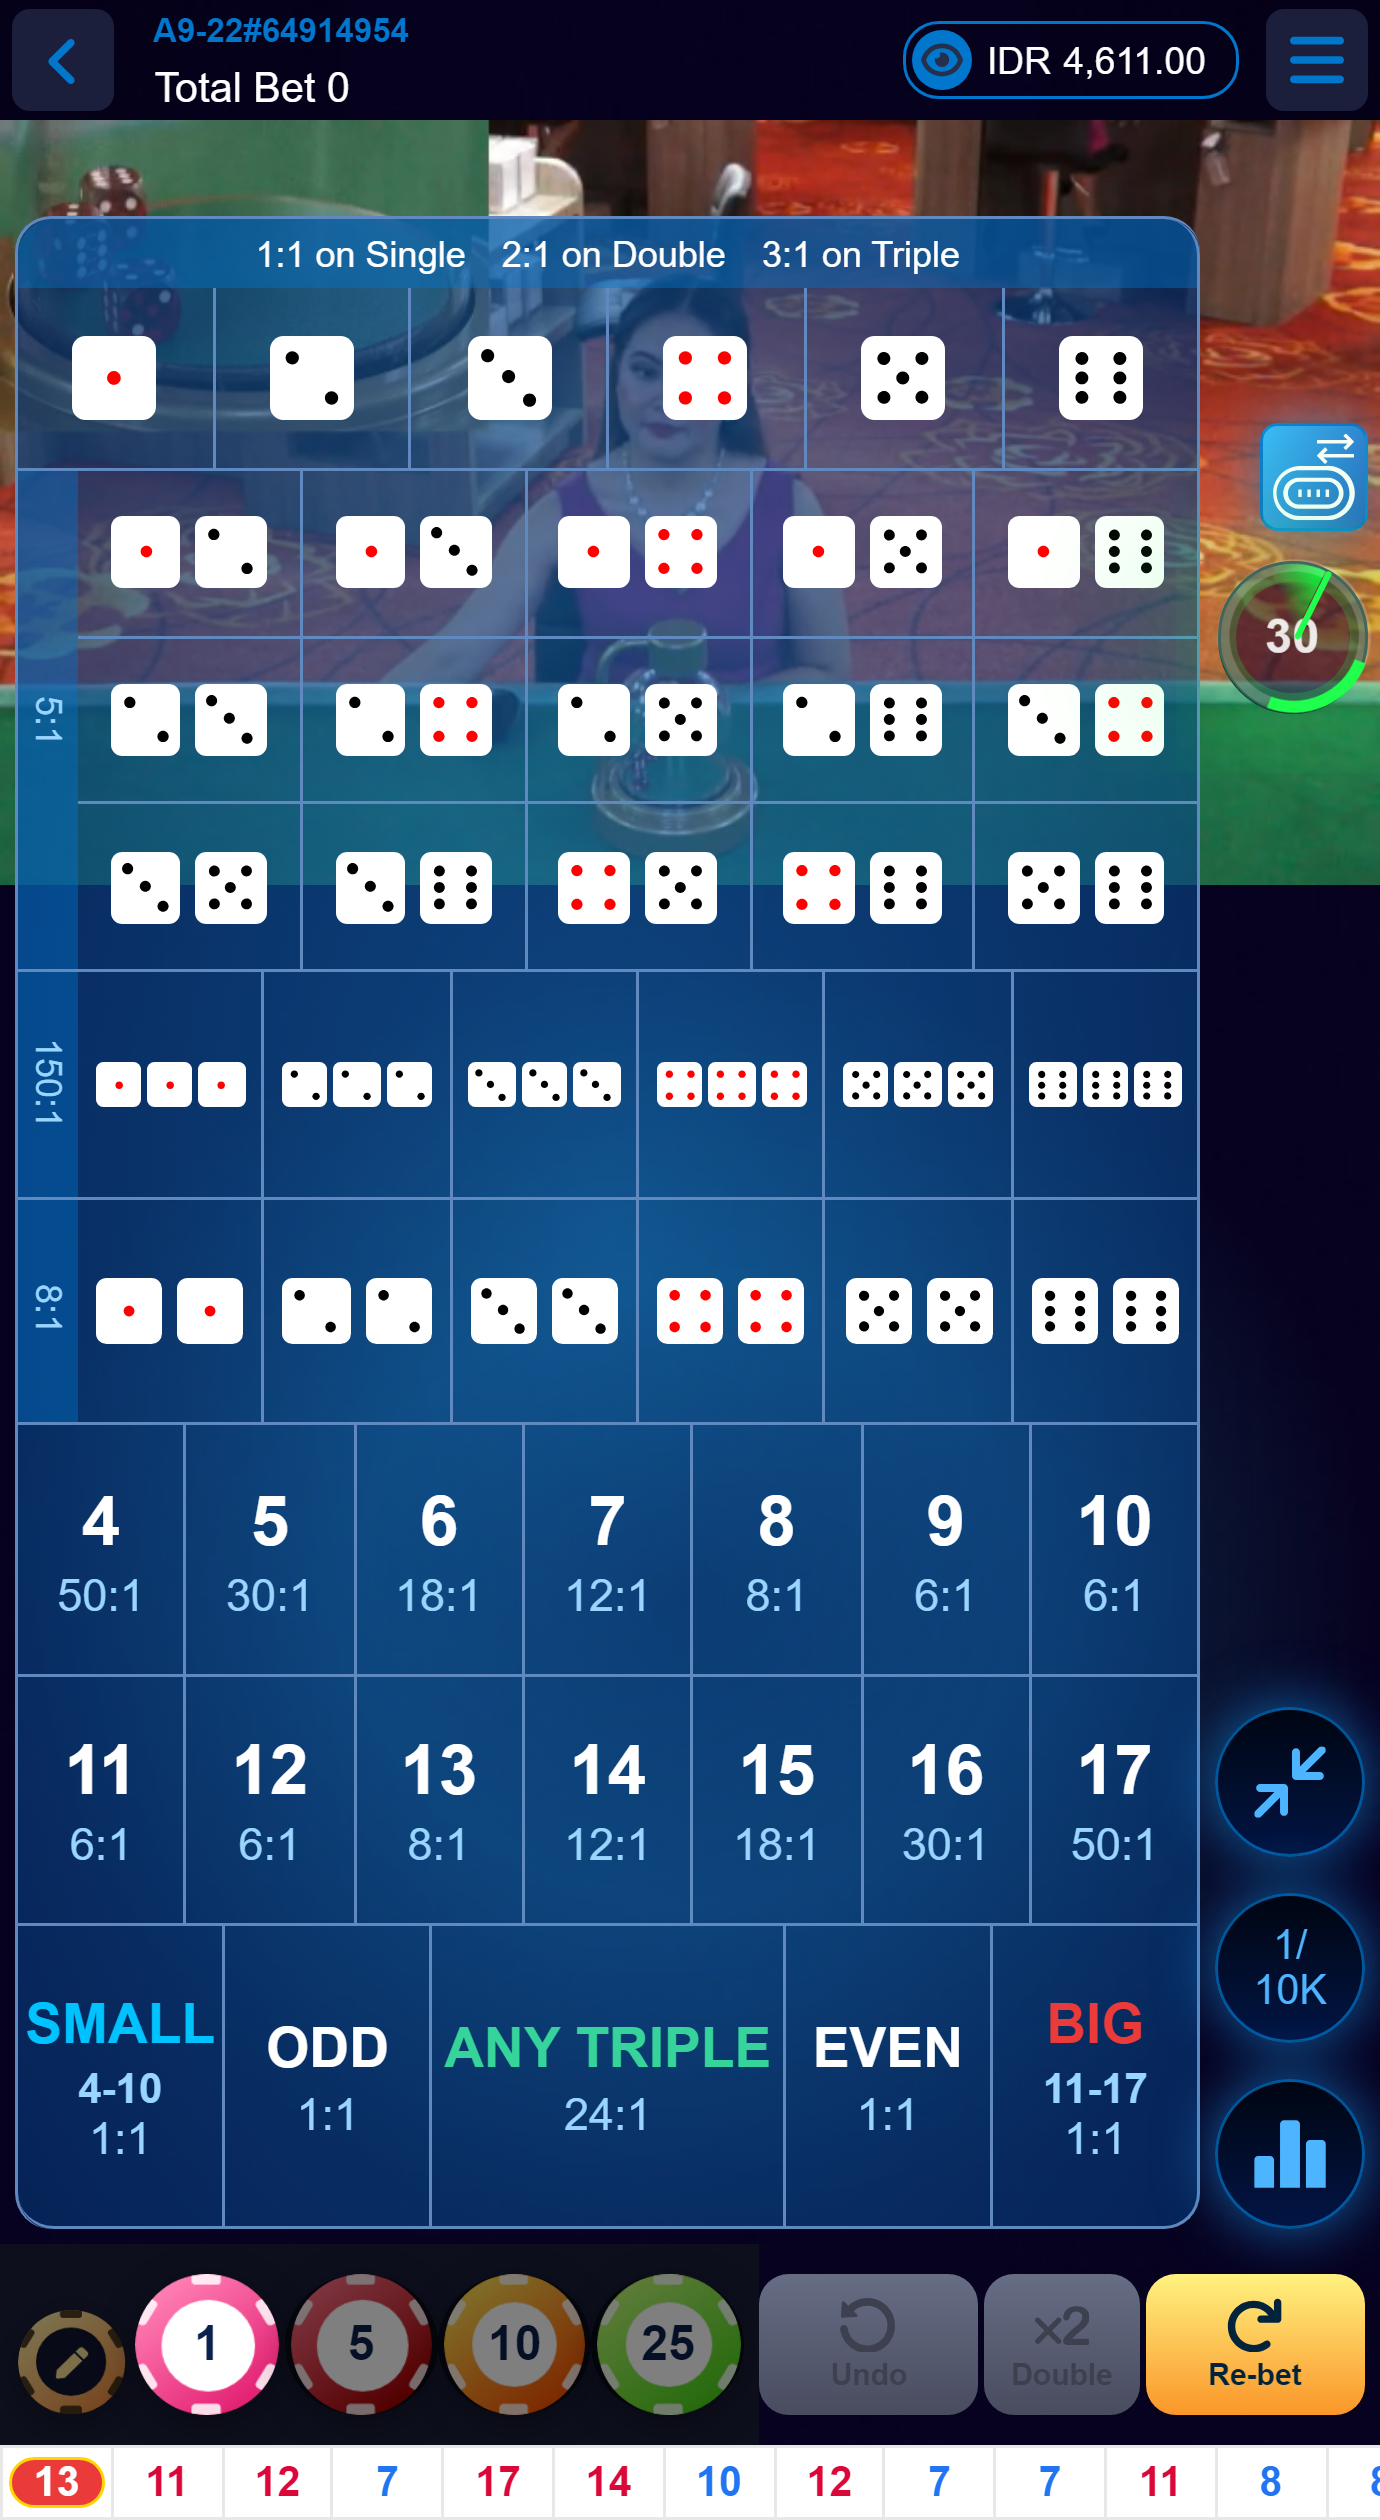 A9-22#64914954
Total Bet 0
IDR 4,611.00
1:1 on Single 2:1 on Double 3:1 on Triple
30
5:1
150:1
8:1
4 5 6 7 8 9 10
50:1 30:1 18:1 12:1 8:1 6:1 6:1
11 12 13 14 15 16 17
6:1 6:1 8:1 12:1 18:1 30:1 50:1
1/
10K
SMALL
4-10
1:1
ODD
1:1
ANY TRIPLE
24:1
EVEN
1:1
BIG
11-17
1:1
1 5 10 25
Undo
x2
Double
Re-bet
13 11 12 7 17 14 10 12 7 7 11 8